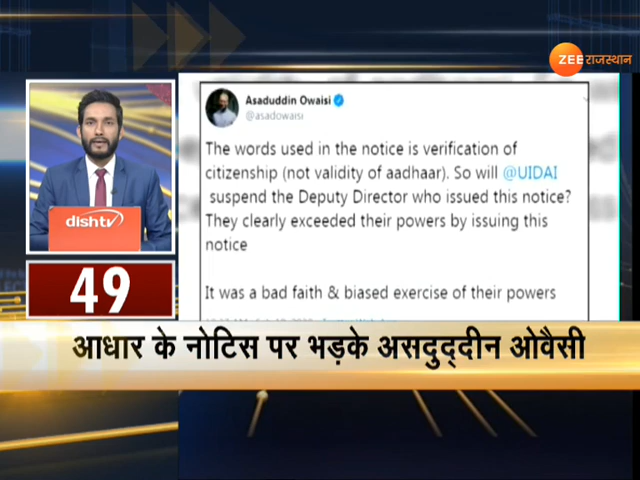 ZEE राजस्थान
Asaduddin Owaisi
@asadowaisi
The words used in the notice is verification of
citizenship (not validity of aadhaar). So will @UIDAI
suspend the Deputy Director who issued this notice?
They clearly exceeded their powers by issuing this
notice
It was a bad faith & biased exercise of their powers
dishtv
49
आधार के नोटिस पर भड़के असदुद्दीन ओवैसी